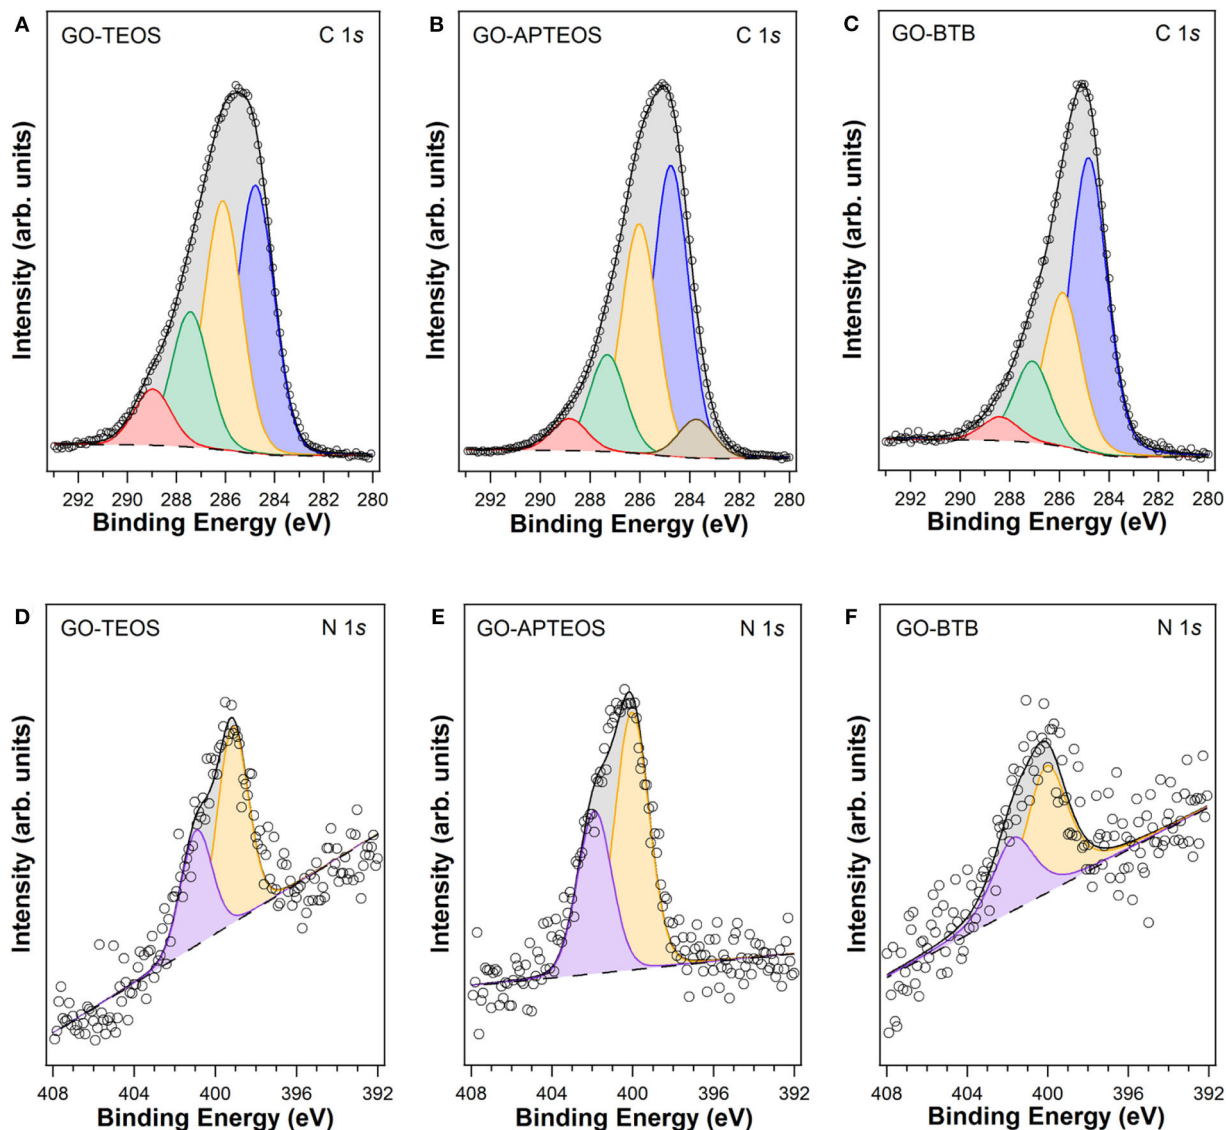 A
GO-TEOS C 1s
Intensity (arb. units)
292 290 288 286 284 282 280
Binding Energy (eV)
B
GO-APTEOS C 1s
Intensity (arb. units)
292 290 288 286 284 282 280
Binding Energy (eV)
C
GO-BTB C 1s
Intensity (arb. units)
292 290 288 286 284 282 280
Binding Energy (eV)
D
GO-TEOS N 1s
Intensity (arb. units)
408 404 400 396 392
Binding Energy (eV)
E
GO-APTEOS N 1s
Intensity (arb. units)
408 404 400 396 392
Binding Energy (eV)
F
GO-BTB N 1s
Intensity (arb. units)
408 404 400 396 392
Binding Energy (eV)